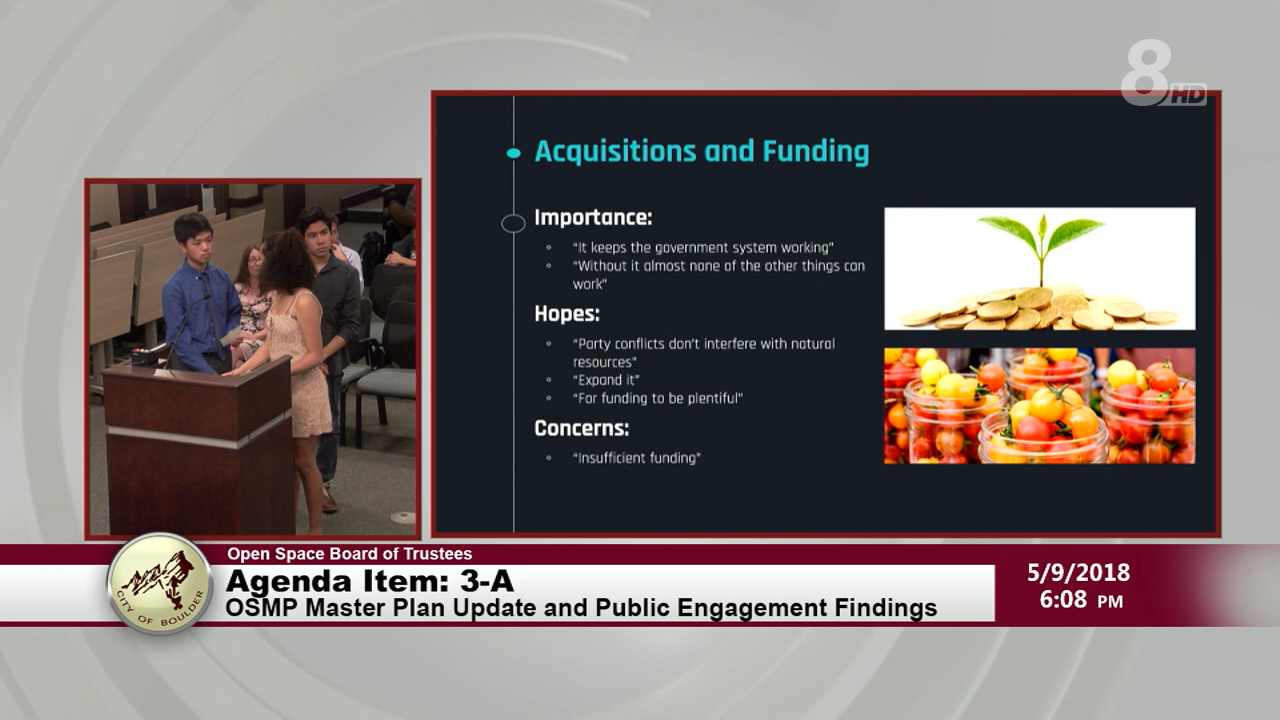 8
HD
Acquisitions and Funding
Importance:
"It keeps the government system working"
"Without it almost none of the other things can
work"
Hopes:
"Party conflicts don't interfere with natural
resources"
"Expand it"
"For funding to be plentiful"
Concerns:
"Insufficient funding"
Open Space Board of Trustees
Agenda Item: 3-A
OSMP Master Plan Update and Public Engagement Findings
5/9/2018
6:08 PM
CITY OF BOULDER